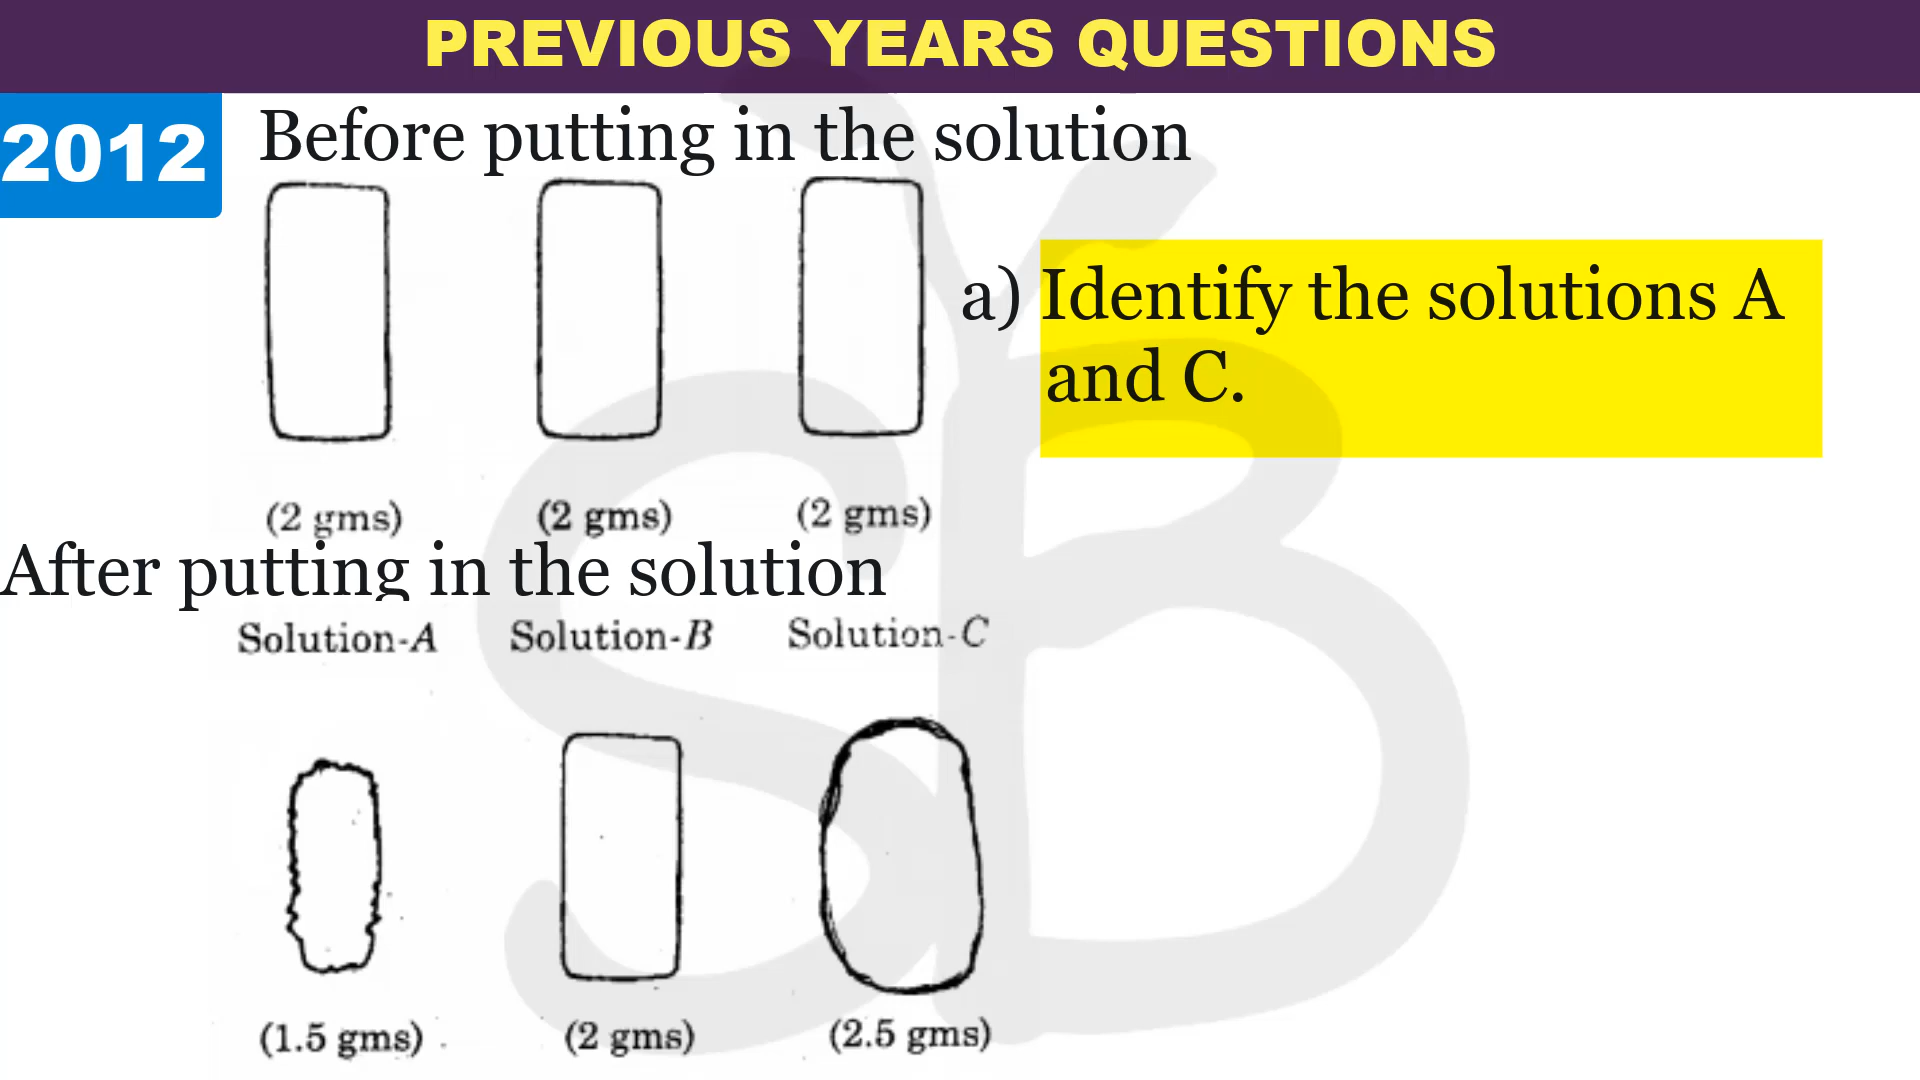 PREVIOUS YEARS QUESTIONS
2012
Before putting in the solution
a) Identify the solutions A
and C.
(2 gms) (2 gms) (2 gms)
After putting in the solution
Solution-A Solution-B Solution-C
(1.5 gms) (2 gms) (2.5 gms)
SB